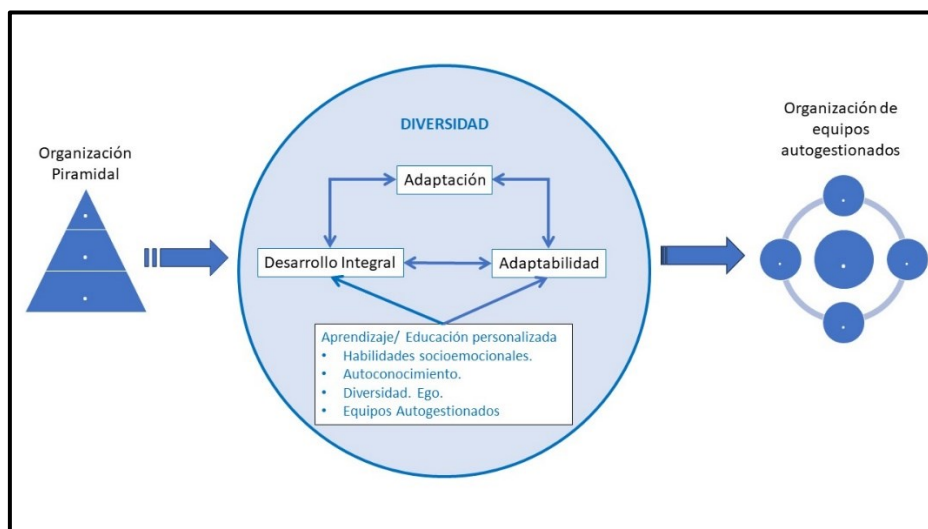 Organización
Piramidal
DIVERSIDAD
Adaptación
Desarrollo Integral
Adaptabilidad
Aprendizaje/ Educación personalizada
• Habilidades socioemocionales.
• Autoconocimiento.
• Diversidad. Ego.
• Equipos Autogestionados
Organización de
equipos
autogestionados